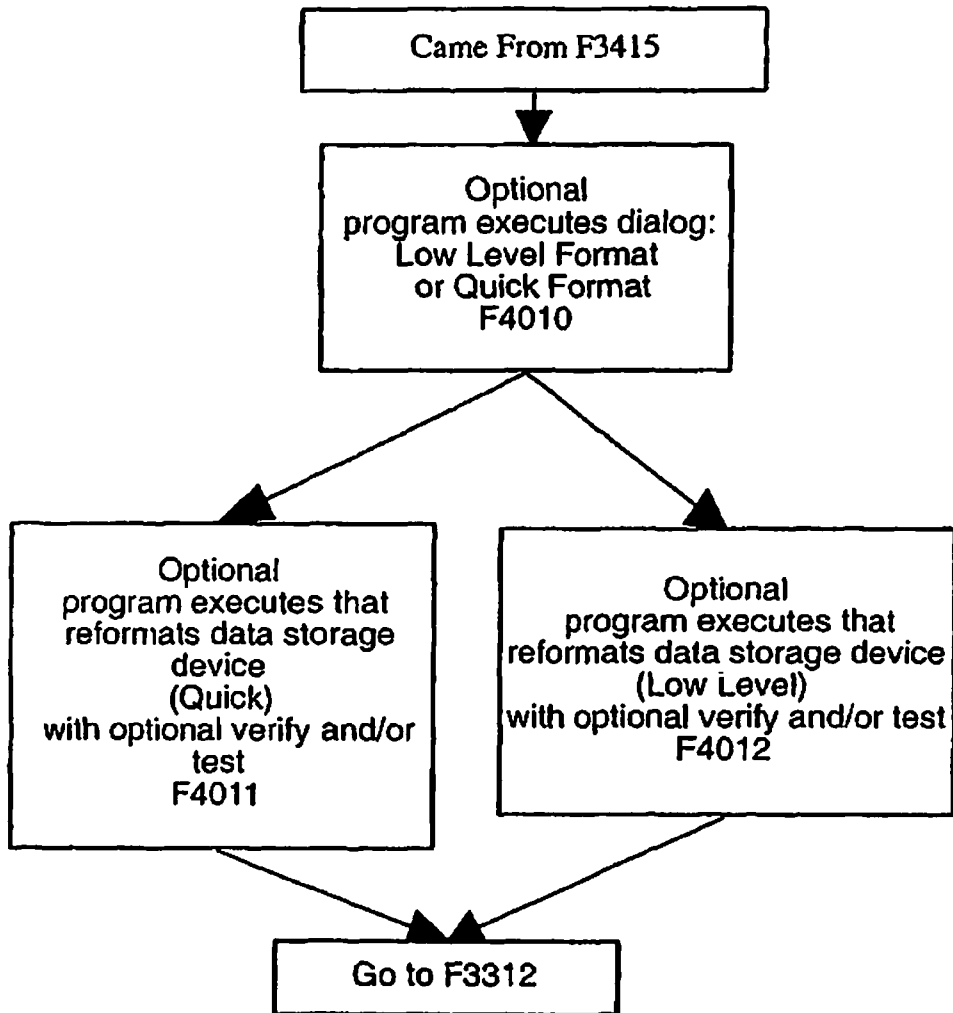 Came From F3415
Optional
program executes dialog:
Low Level Format
or Quick Format
F4010
Optional
program executes that
reformats data storage
device
(Quick)
with optional verify and/or
test
F4011
Optional
program executes that
reformats data storage device
(Low Level)
with optional verify and/or test
F4012
Go to F3312